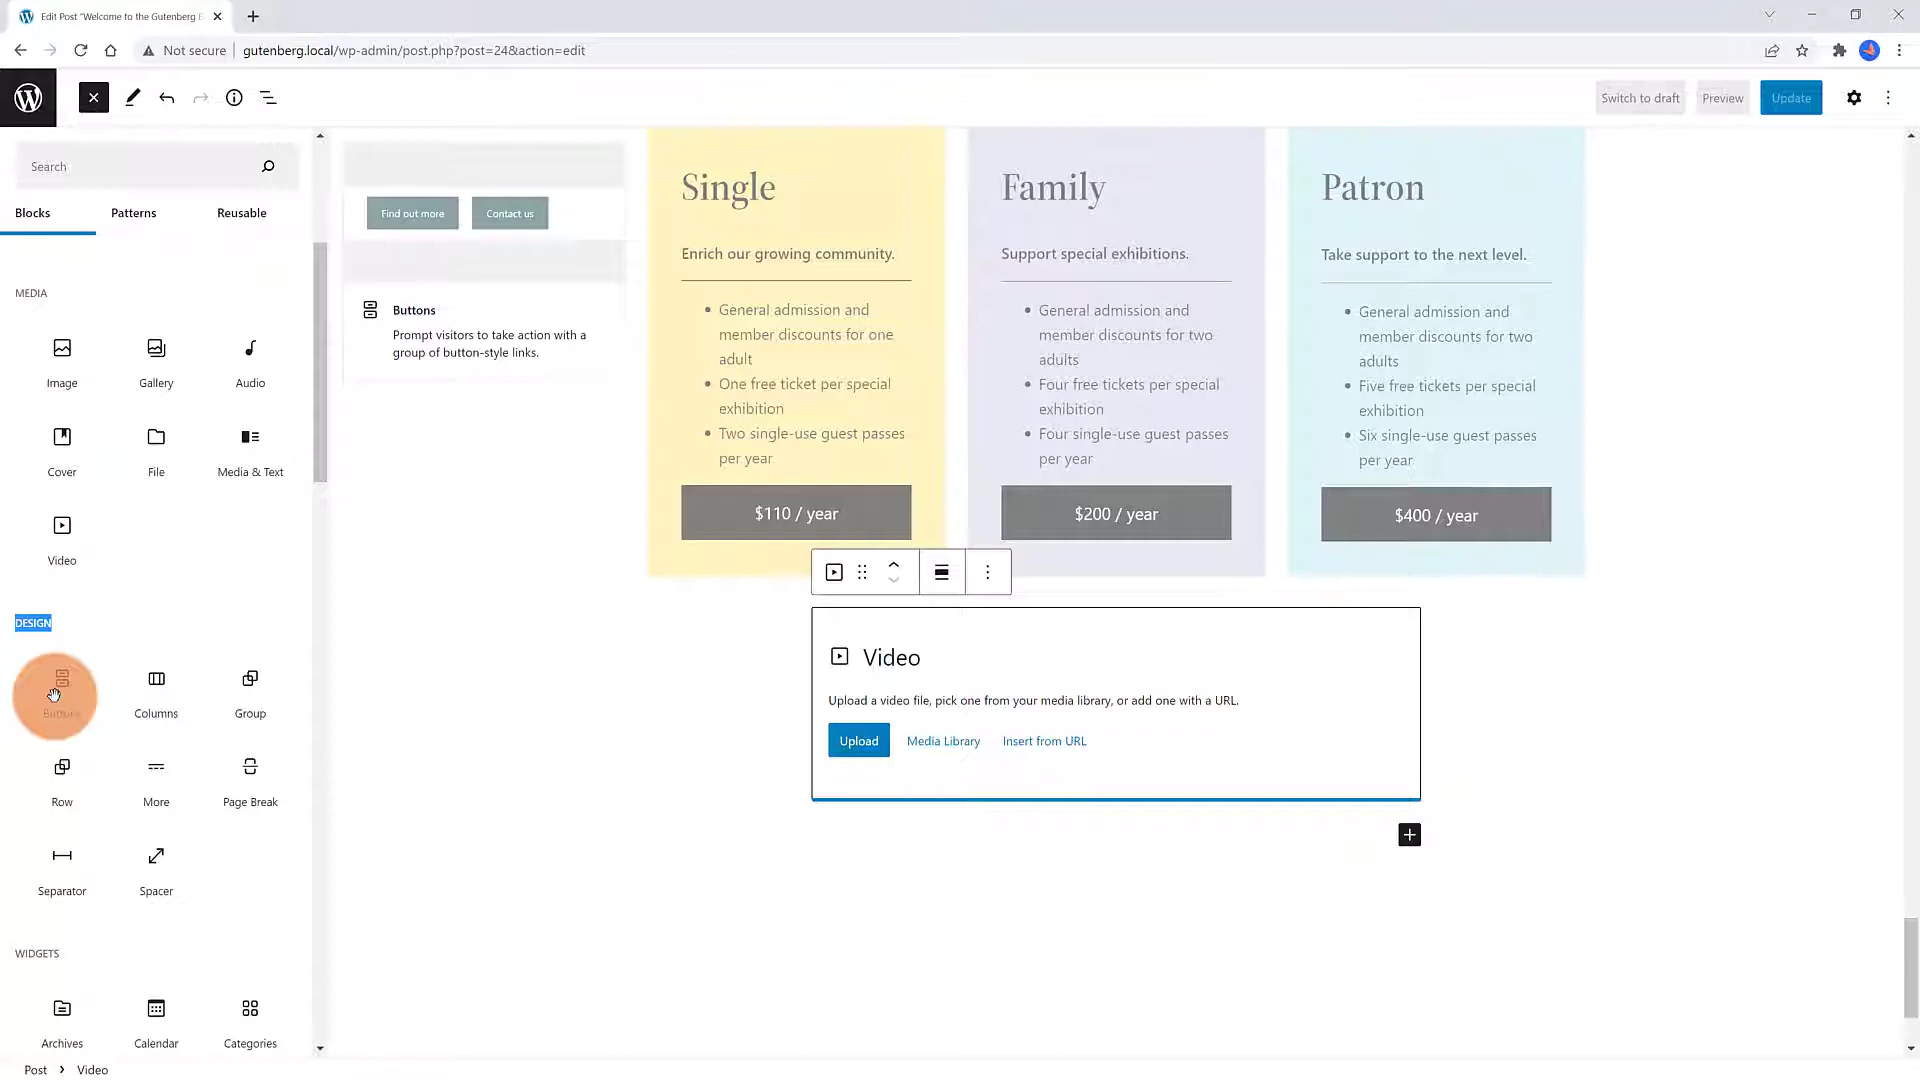 Edit Post "Welcome to the Gutenberg E
Not secure
gutenberg.local/wp-admin/post.php?post=24&action=edit
Switch to draft
Preview
Update
Search
Blocks
Patterns
Reusable
MEDIA
Image
Gallery
Audio
Cover
File
Media & Text
Video
DESIGN
Buttons
Columns
Group
Row
More
Page Break
Separator
Spacer
WIDGETS
Archives
Calendar
Categories
Find out more
Contact us
Buttons
Prompt visitors to take action with a
group of button-style links.
Single
Enrich our growing community.
General admission and
member discounts for one
adult
One free ticket per special
exhibition
Two single-use guest passes
per year
$110 / year
Family
Support special exhibitions.
General admission and
member discounts for two
adults
Four free tickets per special
exhibition
Four single-use guest passes
per year
$200 / year
Patron
Take support to the next level.
General admission and
member discounts for two
adults
Five free tickets per special
exhibition
Six single-use guest passes
per year
$400 / year
Video
Upload a video file, pick one from your media library, or add one with a URL.
Upload
Media Library
Insert from URL
Post
Video